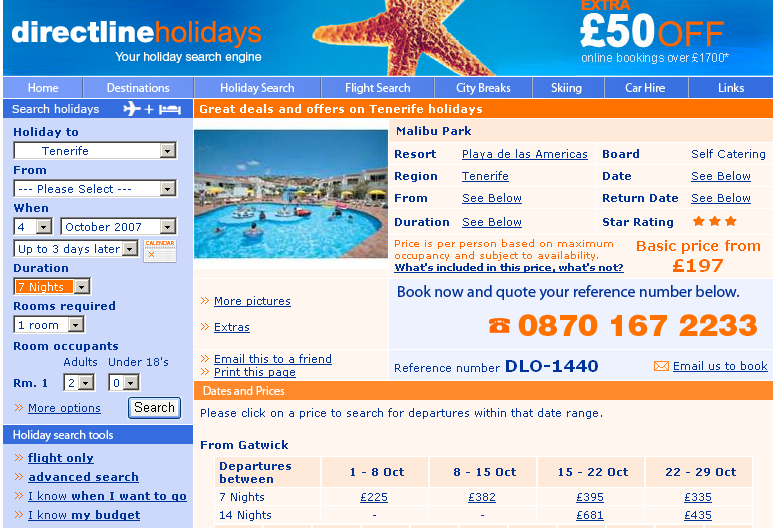 directlineholidays
Your holiday search engine
EXTRA
£50OFF
online bookings over £1700*
Home Destinations Holiday Search Flight Search City Breaks Skiing Car Hire Links
Search holidays +
Holiday to
Tenerife
From
--- Please Select ---
When
4 October 2007
Up to 3 days later CALENDAR
Duration
7 Nights
Rooms required
1 room
Room occupants
Adults Under 18's
Rm. 1 2 0
>> More options Search
Holiday search tools
>> flight only
>> advanced search
>> I know when I want to go
>> I know my budget
Great deals and offers on Tenerife holidays
Malibu Park
Resort Playa de las Americas Board Self Catering
Region Tenerife Date See Below
From See Below Return Date See Below
Duration See Below Star Rating
Price is per person based on maximum
occupancy and subject to availability.
What's included in this price, what's not?
Basic price from
£197
>> More pictures
>> Extras
>> Email this to a friend
>> Print this page
Book now and quote your reference number below.
0870 167 2233
Reference number DLO-1440 Email us to book
Dates and Prices
Please click on a price to search for departures within that date range.
From Gatwick
Departures between 1 - 8 Oct 8 - 15 Oct 15 - 22 Oct 22 - 29 Oct
7 Nights £225 £382 £395 £335
14 Nights - - £681 £435